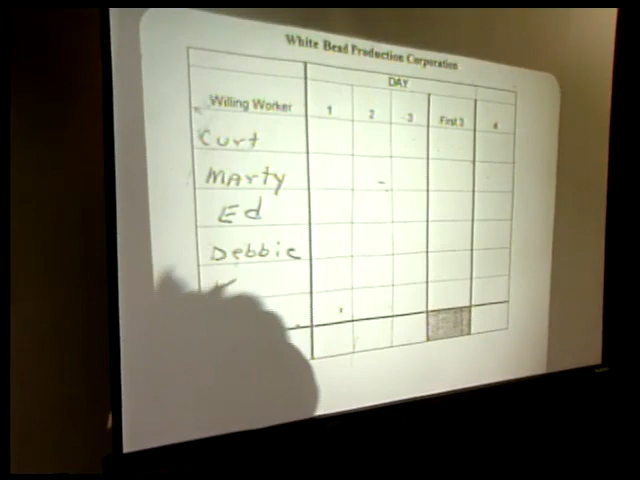 White Bead Production Corporation
DAY
Willing Worker 1 2 3 First 3 4
Curt
Marty
Ed
Debbie